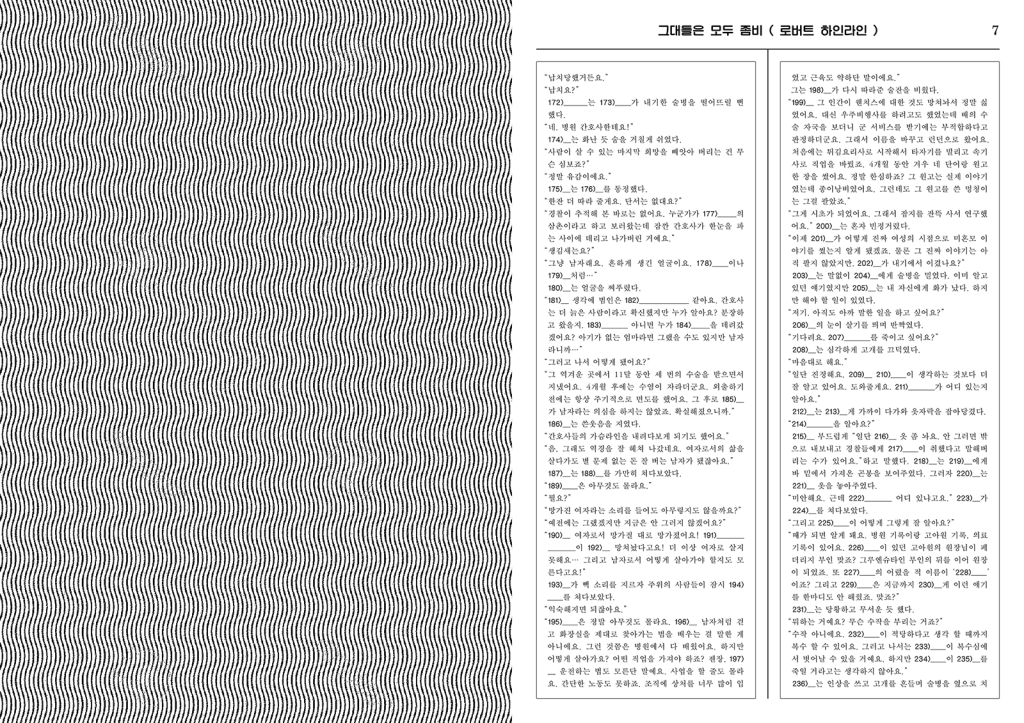 그대들은 모두 좀비 ( 로버트 하인라인 )
7
"납치당했거든요."
"납치요?"
172)______는 173)____가 내기한 술병을 떨어뜨릴 뻔
했다.
"네, 병원 간호사한테요!"
174)__는 화난 듯 숨을 거칠게 쉬었다.
"사람이 살 수 있는 마지막 희망을 빼앗아 버리는 건 무
슨 심보죠?"
"정말 유감이에요."
175)__는 176)__를 동정했다.
"한잔 더 따라 줄게요. 단서는 없대요?"
"경찰이 추적해 본 바로는 없어요. 누군가가 177)_____의
삼촌이라고 하고 보러왔는데 잠깐 간호사가 한눈을 파
는 사이에 데리고 나가버린 거예요."
"생김새는요?"
"그냥 남자래요. 흔하게 생긴 얼굴이요. 178)____이나
179)__처럼…"
180)__는 얼굴을 찌푸렸다.
"181)__ 생각에 범인은 182)_____________ 같아요. 간호사
는 더 늙은 사람이라고 확신했지만 누가 알아요? 분장하
고 왔을지. 183)_______ 아니면 누가 184)_____을 데려갔
겠어요? 아기가 없는 엄마라면 그랬을 수도 있지만 남자
라니까…"
"그러고 나서 어떻게 됐어요?"
"그 역겨운 곳에서 11달 동안 세 번의 수술을 받으면서
지냈어요. 4개월 후에는 수염이 자라더군요. 외출하기
전에는 항상 주기적으로 면도를 했어요. 그 후로 185)__
가 남자라는 의심을 하지는 않았죠. 확실해졌으니까."
186)__는 쓴웃음을 지었다.
"간호사들의 가슴라인을 내려다보게 되기도 했어요."
"음, 그래도 역경을 잘 헤쳐 나갔네요. 여자로서의 삶을
살다가도 별 문제 없는 돈 잘 버는 남자가 됐잖아요."
187)__는 188)__를 가만히 쳐다보았다.
"189)____은 아무것도 몰라요."
"뭘요?"
"망가진 여자라는 소리를 들어도 아무렇지도 않을까요?"
"예전에는 그랬겠지만 지금은 안 그러지 않겠어요?"
"190)__ 여자로서 망가질 대로 망가졌어요! 191)_______
_______이 192)__ 망쳐놨다고요! 더 이상 여자로 살지
못해요… 그리고 남자로서 어떻게 살아가야 할지도 모
른다고요!"
193)__가 빽 소리를 지르자 주위의 사람들이 잠시 194)
____를 쳐다보았다.
"익숙해지면 되잖아요."
"195)____은 정말 아무것도 몰라요. 196)__ 남자처럼 걷
고 화장실을 제대로 찾아가는 법을 배우는 걸 말한 게
아니에요. 그런 것쯤은 병원에서 다 배웠어요. 하지만
어떻게 살아가요? 어떤 직업을 가져야 하죠? 젠장, 197)
__ 운전하는 법도 모른단 말예요. 사업을 할 줄도 몰라
요. 간단한 노동도 못하죠. 조직에 상처를 너무 많이 입
었고 근육도 약하단 말이에요."
그는 198)__가 다시 따라준 술잔을 비웠다.
"199)__ 그 인간이 웬치스에 대한 것도 망쳐놔서 정말 싫
었어요. 대신 우주비행사를 하려고도 했었는데 배의 수
술 자국을 보더니 군 서비스를 받기에는 부적합하다고
판정하더군요. 그래서 이름을 바꾸고 런던으로 왔어요.
처음에는 튀김요리사로 시작해서 타자기를 빌리고 속기
사로 직업을 바꿨죠. 4개월 동안 겨우 네 단어랑 원고
한 장을 썼어요. 정말 한심하죠? 그 원고는 실제 이야기
였는데 종이낭비였어요. 그런데도 그 원고를 쓴 멍청이
는 그걸 팔았죠."
"그게 시초가 되었어요. 그래서 잡지를 잔뜩 사서 연구했
어요." 200)__는 혼자 빈정거렸다.
"이제 201)__가 어떻게 진짜 여성의 시점으로 미혼모 이
야기를 썼는지 알게 됐겠죠. 물론 그 진짜 이야기는 아
직 팔지 않았지만. 202)__가 내기에서 이겼나요?"
203)__는 말없이 204)__에게 술병을 밀었다. 이미 알고
있던 얘기였지만 205)__는 내 자신에게 화가 났다. 하지
만 해야 할 일이 있었다.
"저기, 아직도 아까 말한 일을 하고 싶어요?"
206)__의 눈이 살기를 띄며 반짝였다.
"기다려요. 207)_______를 죽이고 싶어요?"
208)__는 심각하게 고개를 끄덕였다.
"마음대로 해요."
"일단 진정해요. 209)__ 210)____이 생각하는 것보다 더
잘 알고 있어요. 도와줄게요. 211)_______가 어디 있는지
알아요."
212)__는 213)__게 가까이 다가와 옷자락을 잡아당겼다.
"214)_______을 알아요?"
215)__ 부드럽게 "일단 216)__ 옷 좀 놔요. 안 그러면 밖
으로 내보내고 경찰들에게 217)____이 취했다고 말해버
리는 수가 있어요."하고 말했다. 218)__는 219)__에게
바 밑에서 가져온 곤봉을 보여주었다. 그러자 220)__는
221)__ 옷을 놓아주었다.
"미안해요. 근데 222)_______ 어디 있냐고요." 223)__가
224)__를 쳐다보았다.
"그리고 225)____이 어떻게 그렇게 잘 알아요?"
"때가 되면 알게 돼요. 병원 기록이랑 고아원 기록, 의료
기록이 있어요. 226)____이 있던 고아원의 원장님이 페
더리지 부인 맞죠? 그루엔슈타인 부인의 뒤를 이어 원장
이 되었죠. 또 227)____의 어렸을 적 이름이 '228)____'
이죠? 그리고 229)____은 지금까지 230)__게 이런 얘기
를 한마디도 안 해줬죠, 맞죠?"
231)__는 당황하고 무서운 듯 했다.
"뭐하는 거예요? 무슨 수작을 부리는 거죠?"
"수작 아니에요. 232)____이 적당하다고 생각 할 때까지
복수 할 수 있어요. 그러고 나서는 233)____이 복수심에
서 벗어날 수 있을 거예요. 하지만 234)____이 235)__를
죽일 거라고는 생각하지 않아요."
236)__는 인상을 쓰고 고개를 흔들며 술병을 옆으로 치